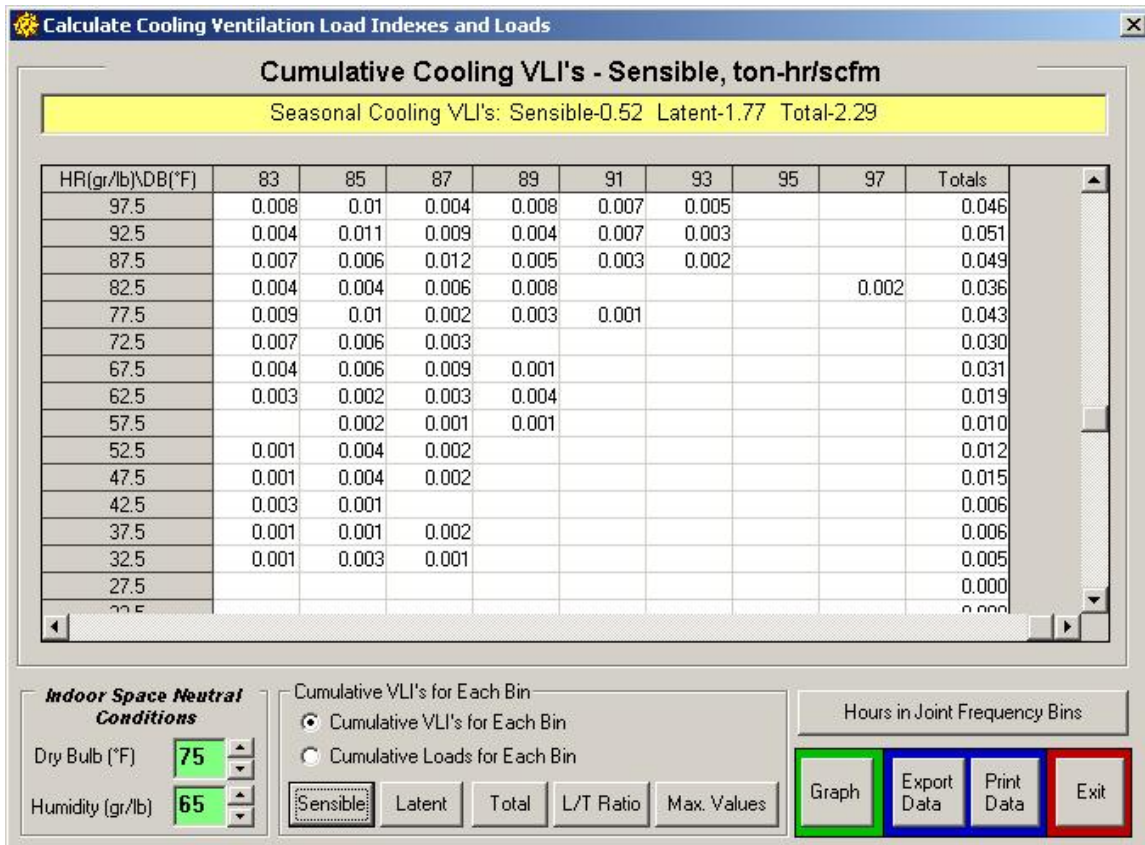 Calculate Cooling Ventilation Load Indexes and Loads
Cumulative Cooling VLI's - Sensible, ton-hr/scfm
Seasonal Cooling VLI's: Sensible-0.52 Latent-1.77 Total-2.29
HR(gr/lb)\DB(°F) 83 85 87 89 91 93 95 97 Totals
97.5 0.008 0.01 0.004 0.008 0.007 0.005 0.046
92.5 0.004 0.011 0.009 0.004 0.007 0.003 0.051
87.5 0.007 0.006 0.012 0.005 0.003 0.002 0.049
82.5 0.004 0.004 0.006 0.008 0.002 0.036
77.5 0.009 0.01 0.002 0.003 0.001 0.043
72.5 0.007 0.006 0.003 0.030
67.5 0.004 0.006 0.009 0.001 0.031
62.5 0.003 0.002 0.003 0.004 0.019
57.5 0.002 0.001 0.001 0.010
52.5 0.001 0.004 0.002 0.012
47.5 0.001 0.004 0.002 0.015
42.5 0.003 0.001 0.006
37.5 0.001 0.001 0.002 0.006
32.5 0.001 0.003 0.001 0.005
27.5 0.000
Indoor Space Neutral
Conditions
Dry Bulb (°F) 75
Humidity (gr/lb) 65
Cumulative VLI's for Each Bin
Cumulative VLI's for Each Bin
Cumulative Loads for Each Bin
Sensible Latent Total L/T Ratio Max. Values
Hours in Joint Frequency Bins
Graph
Export
Data
Print
Data
Exit